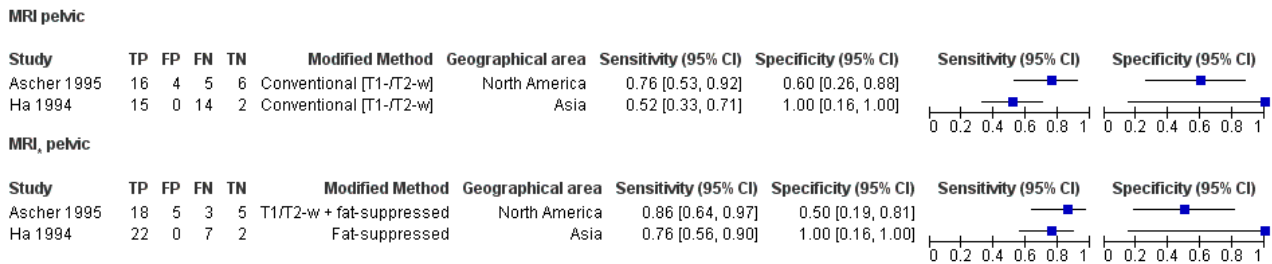 MRI pelvic
Study TP FP FN TN Modified Method Geographical area Sensitivity (95% CI) Specificity (95% CI) Sensitivity (95% CI) Specificity (95% CI)
Ascher 1995 16 4 5 6 Conventional [T1-/T2-w] North America 0.76 [0.53, 0.92] 0.60 [0.26, 0.88]
Ha 1994 15 0 14 2 Conventional [T1-/T2-w] Asia 0.52 [0.33, 0.71] 1.00 [0.16, 1.00]
0 0.2 0.4 0.6 0.8 1 0 0.2 0.4 0.6 0.8 1
MRI, pelvic
Study TP FP FN TN Modified Method Geographical area Sensitivity (95% CI) Specificity (95% CI) Sensitivity (95% CI) Specificity (95% CI)
Ascher 1995 18 5 3 5 T1/T2-w + fat-suppressed North America 0.86 [0.64, 0.97] 0.50 [0.19, 0.81]
Ha 1994 22 0 7 2 Fat-suppressed Asia 0.76 [0.56, 0.90] 1.00 [0.16, 1.00]
0 0.2 0.4 0.6 0.8 1 0 0.2 0.4 0.6 0.8 1